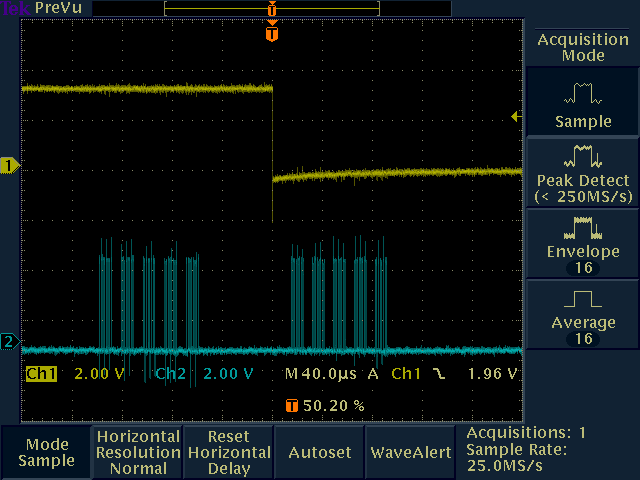 Tek PreVu
T
T
Acquisition
Mode
Sample
1
Peak Detect
(< 250MS/s)
Envelope
16
2
Average
16
Ch1 2.00 V Ch2 2.00 V M 40.0µs A Ch1 1.96 V
T 50.20 %
Mode
Sample
Horizontal
Resolution
Normal
Reset
Horizontal
Delay
Autoset
WaveAlert
Acquisitions: 1
Sample Rate:
25.0MS/s